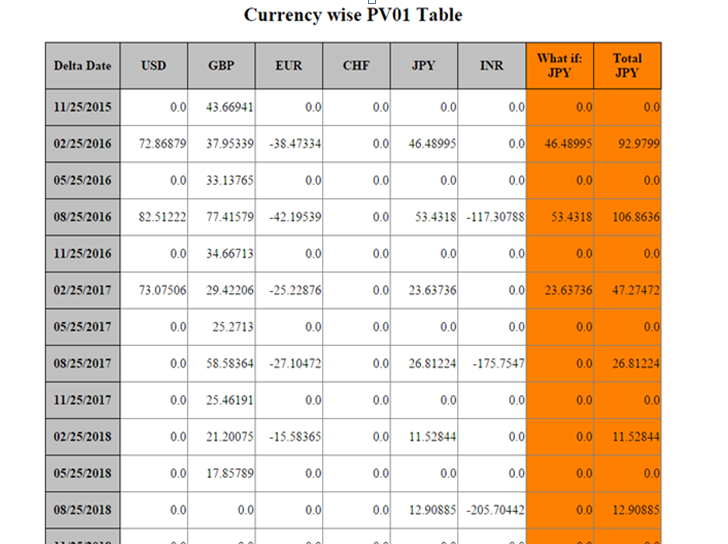 Currency wise PV01 Table
Delta Date USD GBP EUR CHF JPY INR What if: JPY Total JPY
11/25/2015 0.0 43.66941 0.0 0.0 0.0 0.0 0.0 0.0
02/25/2016 72.86879 37.95339 -38.47334 0.0 46.48995 0.0 46.48995 92.9799
05/25/2016 0.0 33.13765 0.0 0.0 0.0 0.0 0.0 0.0
08/25/2016 82.51222 77.41579 -42.19539 0.0 53.4318 -117.30788 53.4318 106.8636
11/25/2016 0.0 34.66713 0.0 0.0 0.0 0.0 0.0 0.0
02/25/2017 73.07506 29.42206 -25.22876 0.0 23.63736 0.0 23.63736 47.27472
05/25/2017 0.0 25.2713 0.0 0.0 0.0 0.0 0.0 0.0
08/25/2017 0.0 58.58364 -27.10472 0.0 26.81224 -175.7547 0.0 26.81224
11/25/2017 0.0 25.46191 0.0 0.0 0.0 0.0 0.0 0.0
02/25/2018 0.0 21.20075 -15.58365 0.0 11.52844 0.0 0.0 11.52844
05/25/2018 0.0 17.85789 0.0 0.0 0.0 0.0 0.0 0.0
08/25/2018 0.0 0.0 0.0 0.0 12.90885 -205.70442 0.0 12.90885